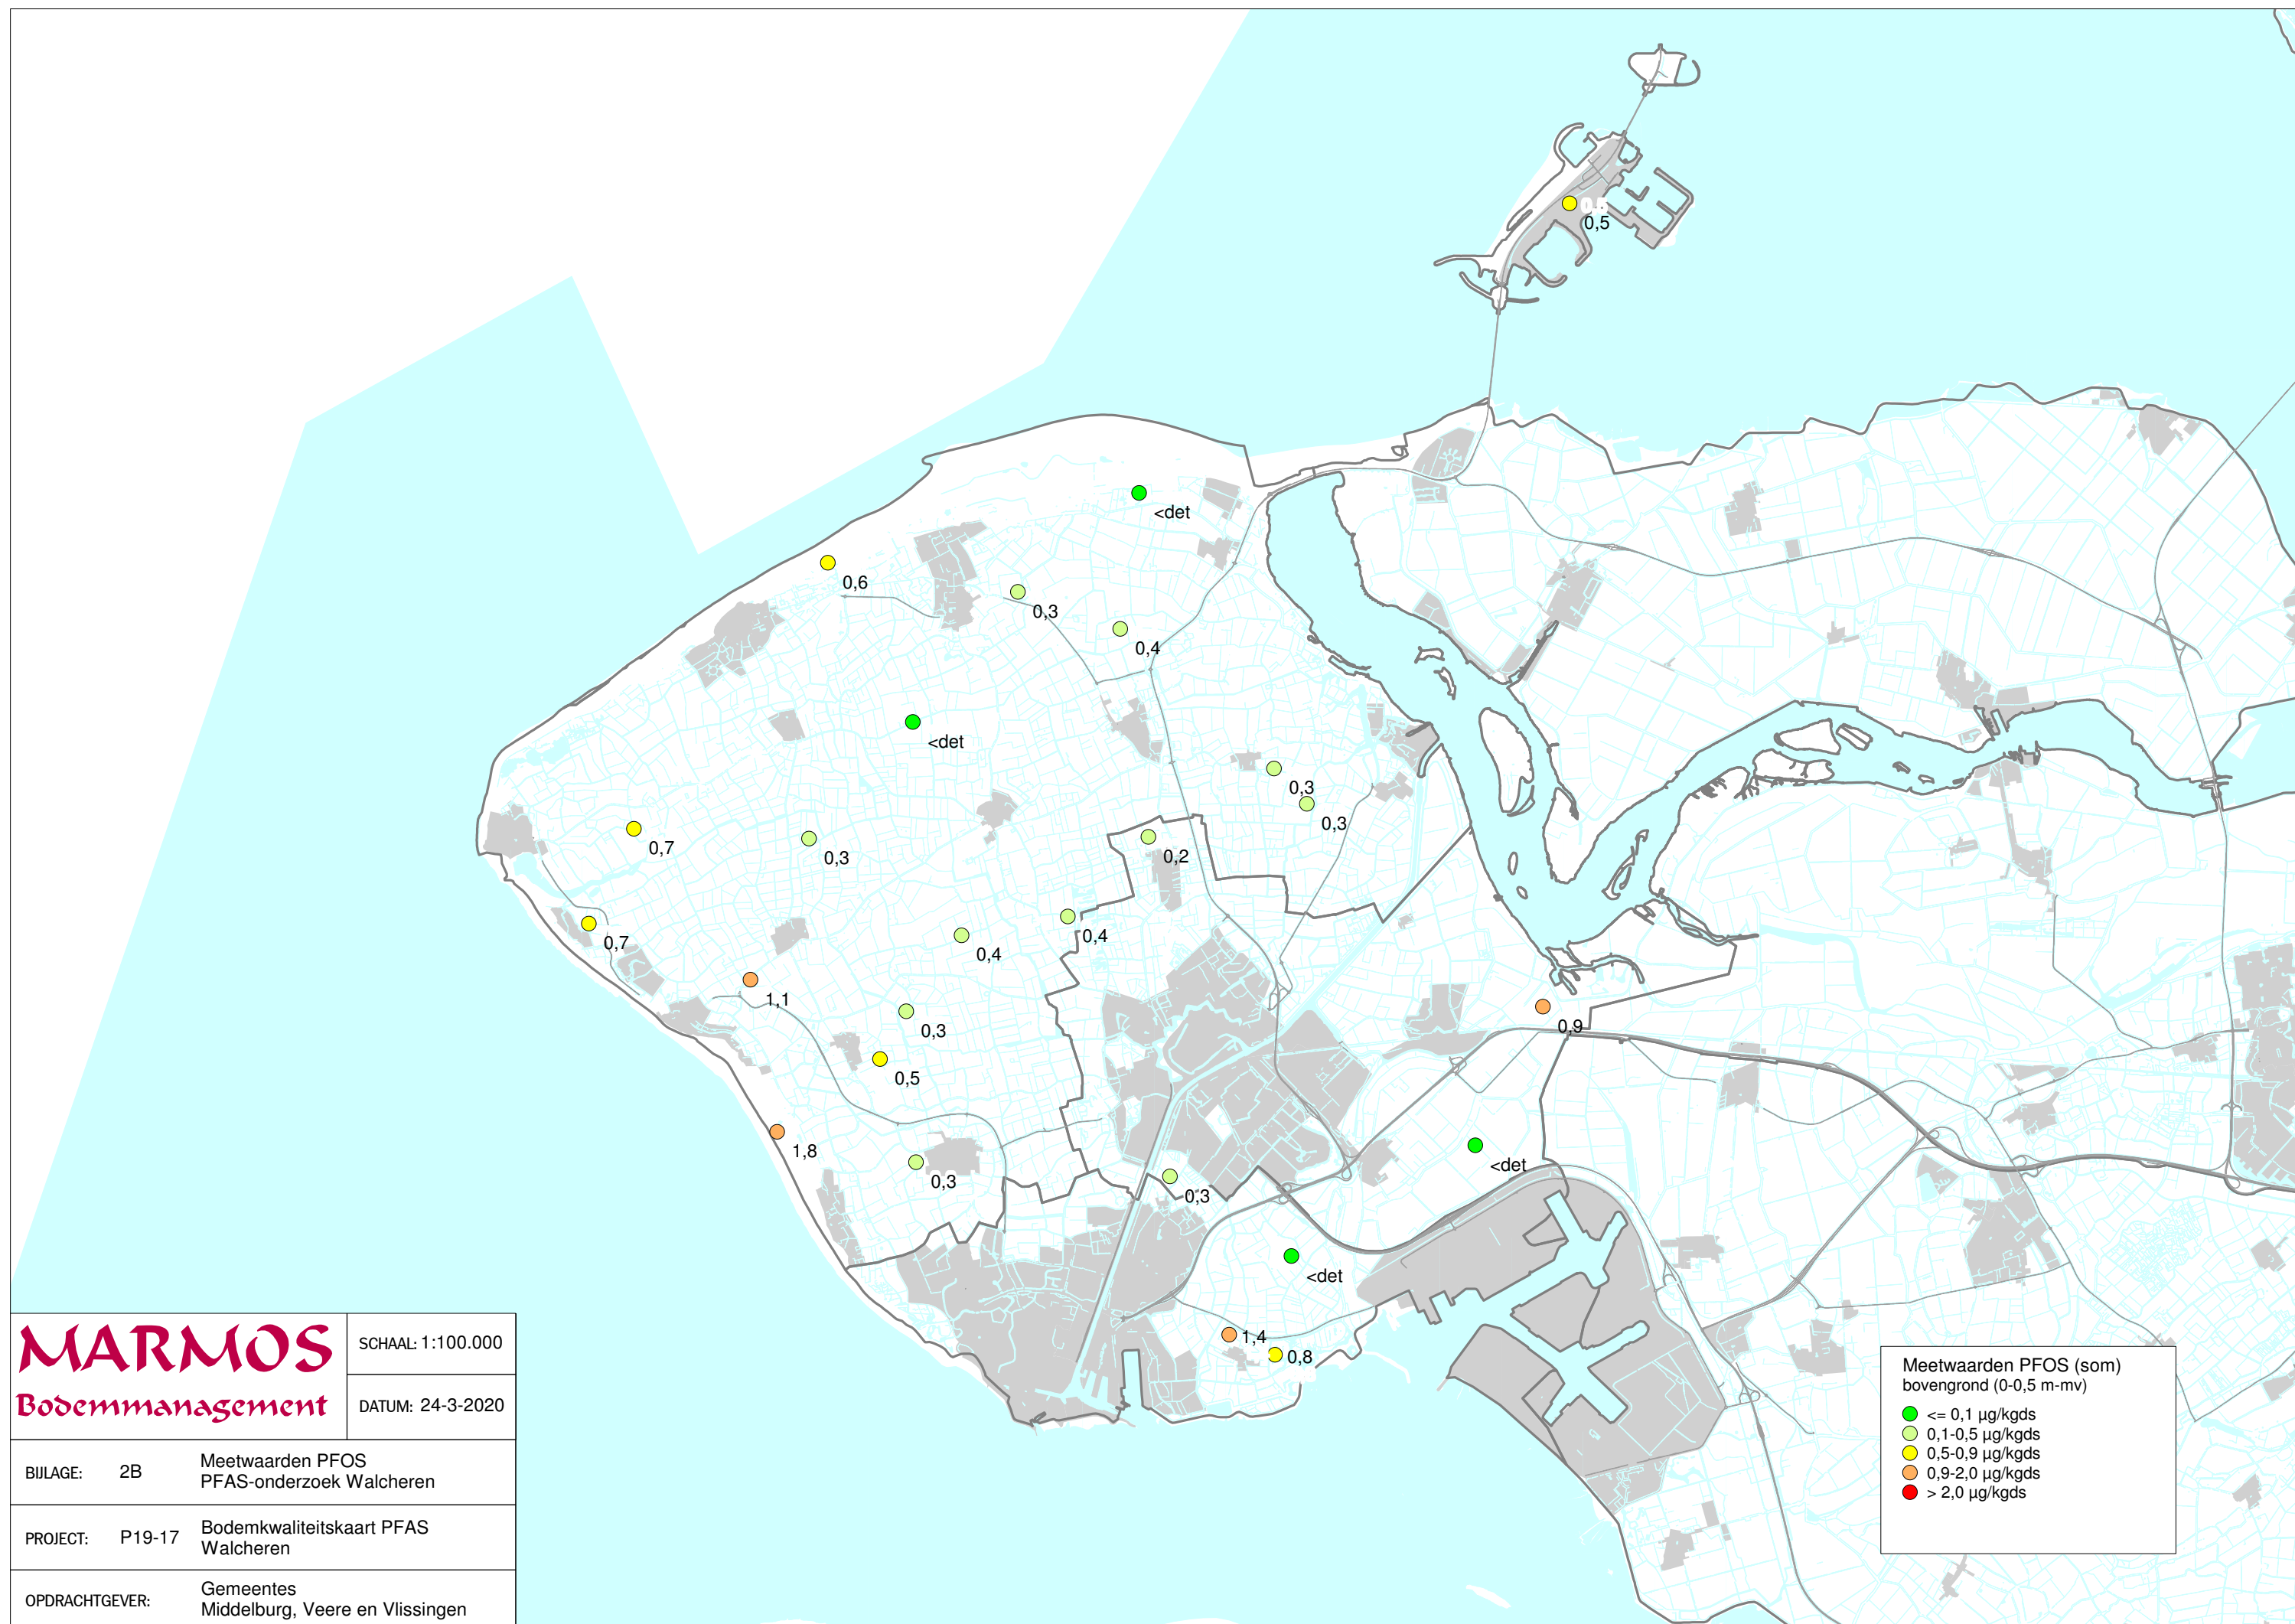 0,5
0,5
<det
0,6
0,3
0,4
<det
0,3
0,3
0,7
0,3
0,2
0,7
0,4
0,4
1,1
0,3
0,9
0,5
1,8
<det
0,3
0,3
<det
1,4
0,8
MARMOS
Bodemmanagement
SCHAAL: 1:100.000
DATUM: 24-3-2020
BIJLAGE: 2B Meetwaarden PFOS
PFAS-onderzoek Walcheren
PROJECT: P19-17 Bodemkwaliteitskaart PFAS
Walcheren
OPDRACHTGEVER: Gemeentes
Middelburg, Veere en Vlissingen
Meetwaarden PFOS (som)
bovengrond (0-0,5 m-mv)
<= 0,1 µg/kgds
0,1-0,5 µg/kgds
0,5-0,9 µg/kgds
0,9-2,0 µg/kgds
> 2,0 µg/kgds